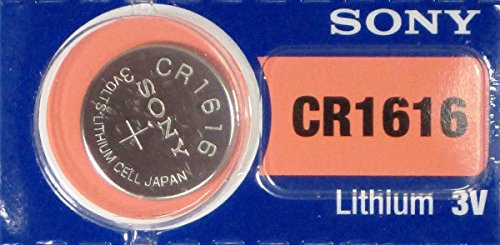 SONY
CR1616
Lithium 3V
CR1616
SONY
+
3VOLTS·LITHIUM CELL JAPAN